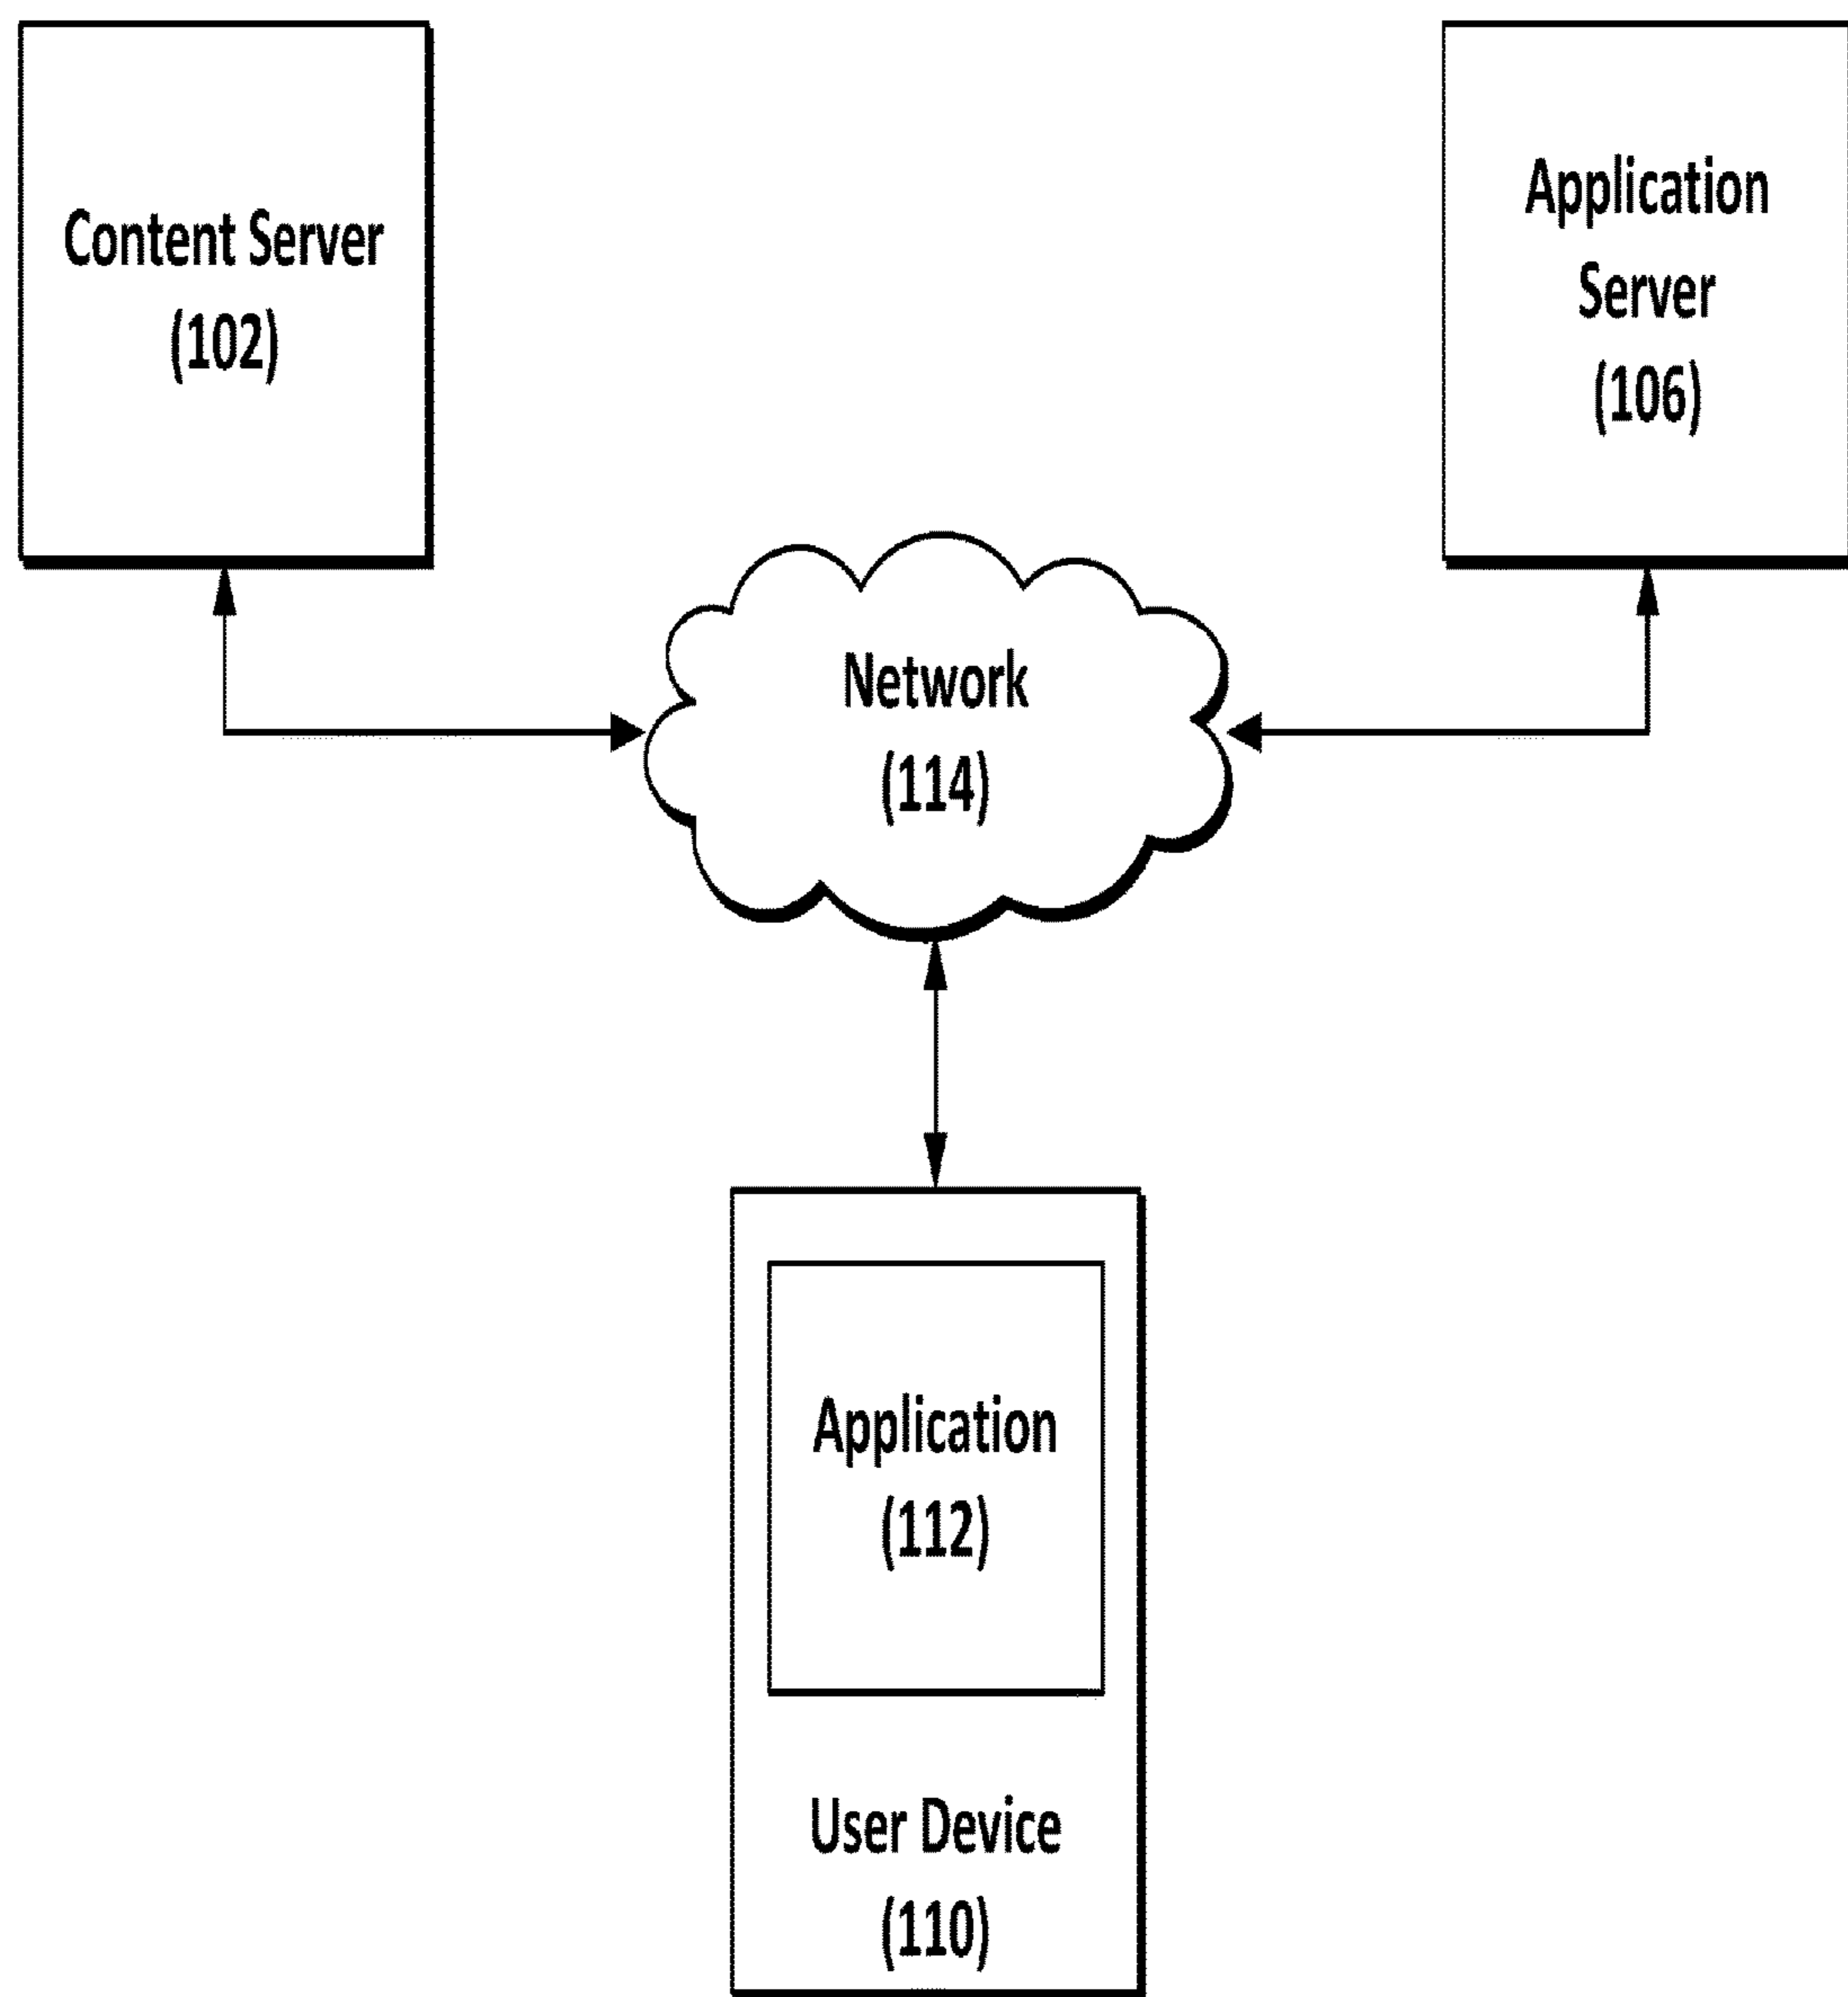 Content Server
(102)
Application
Server
(106)
Network
(114)
Application
(112)
User Device
(110)